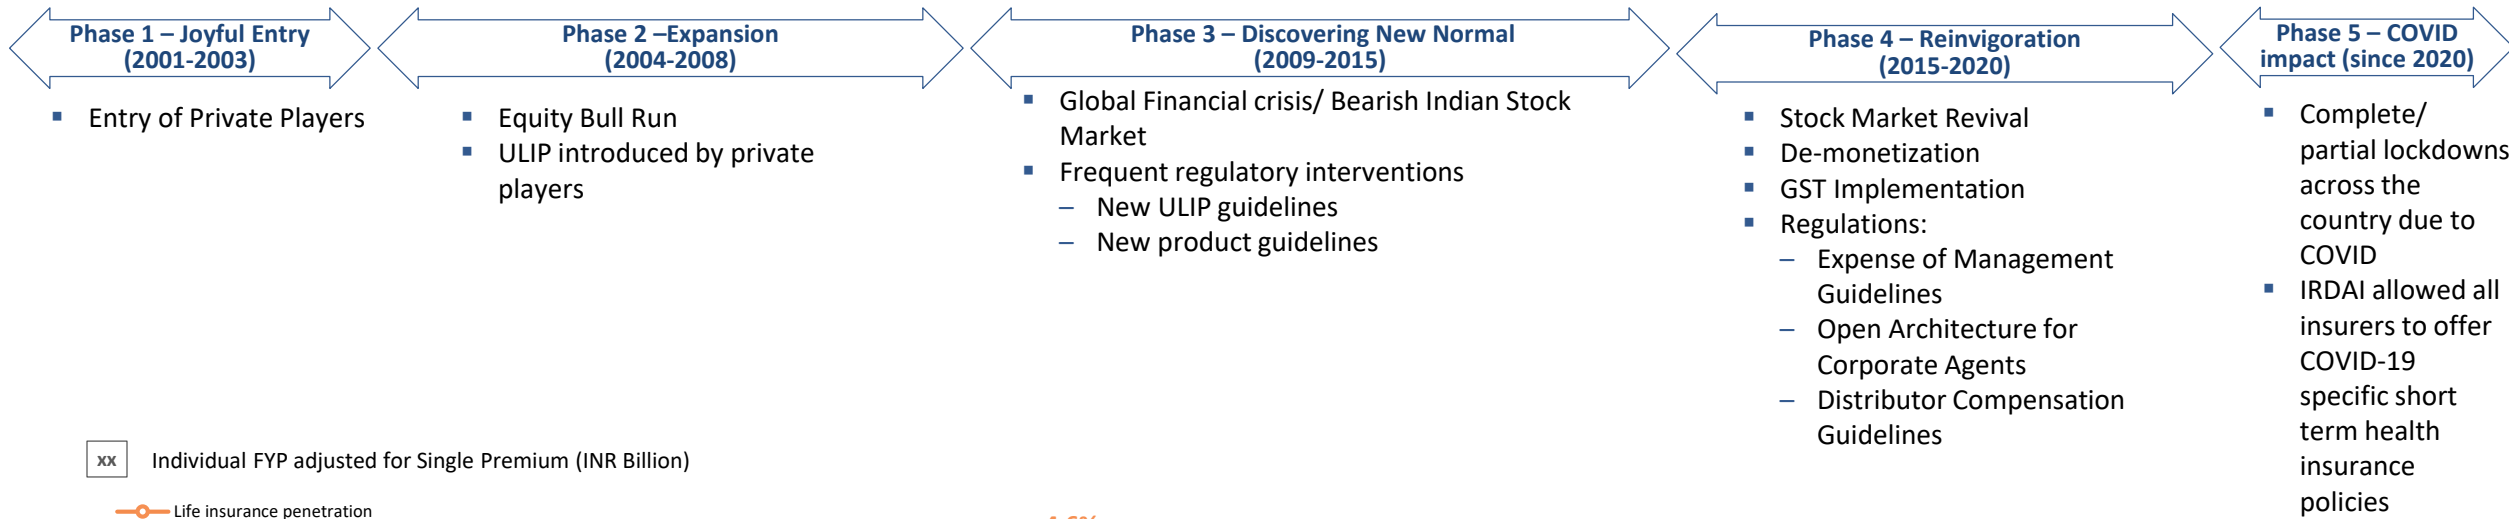 Phase 1 – Joyful Entry
(2001-2003)
▪ Entry of Private Players
Phase 2 –Expansion
(2004-2008)
▪ Equity Bull Run
▪ ULIP introduced by private
players
Phase 3 – Discovering New Normal
(2009-2015)
▪ Global Financial crisis/ Bearish Indian Stock
Market
▪ Frequent regulatory interventions
– New ULIP guidelines
– New product guidelines
Phase 4 – Reinvigoration
(2015-2020)
▪ Stock Market Revival
▪ De-monetization
▪ GST Implementation
▪ Regulations:
– Expense of Management
Guidelines
– Open Architecture for
Corporate Agents
– Distributor Compensation
Guidelines
Phase 5 – COVID
impact (since 2020)
▪ Complete/
partial lockdowns
across the
country due to
COVID
▪ IRDAI allowed all
insurers to offer
COVID-19
specific short
term health
insurance
policies
xx Individual FYP adjusted for Single Premium (INR Billion)
Life insurance penetration